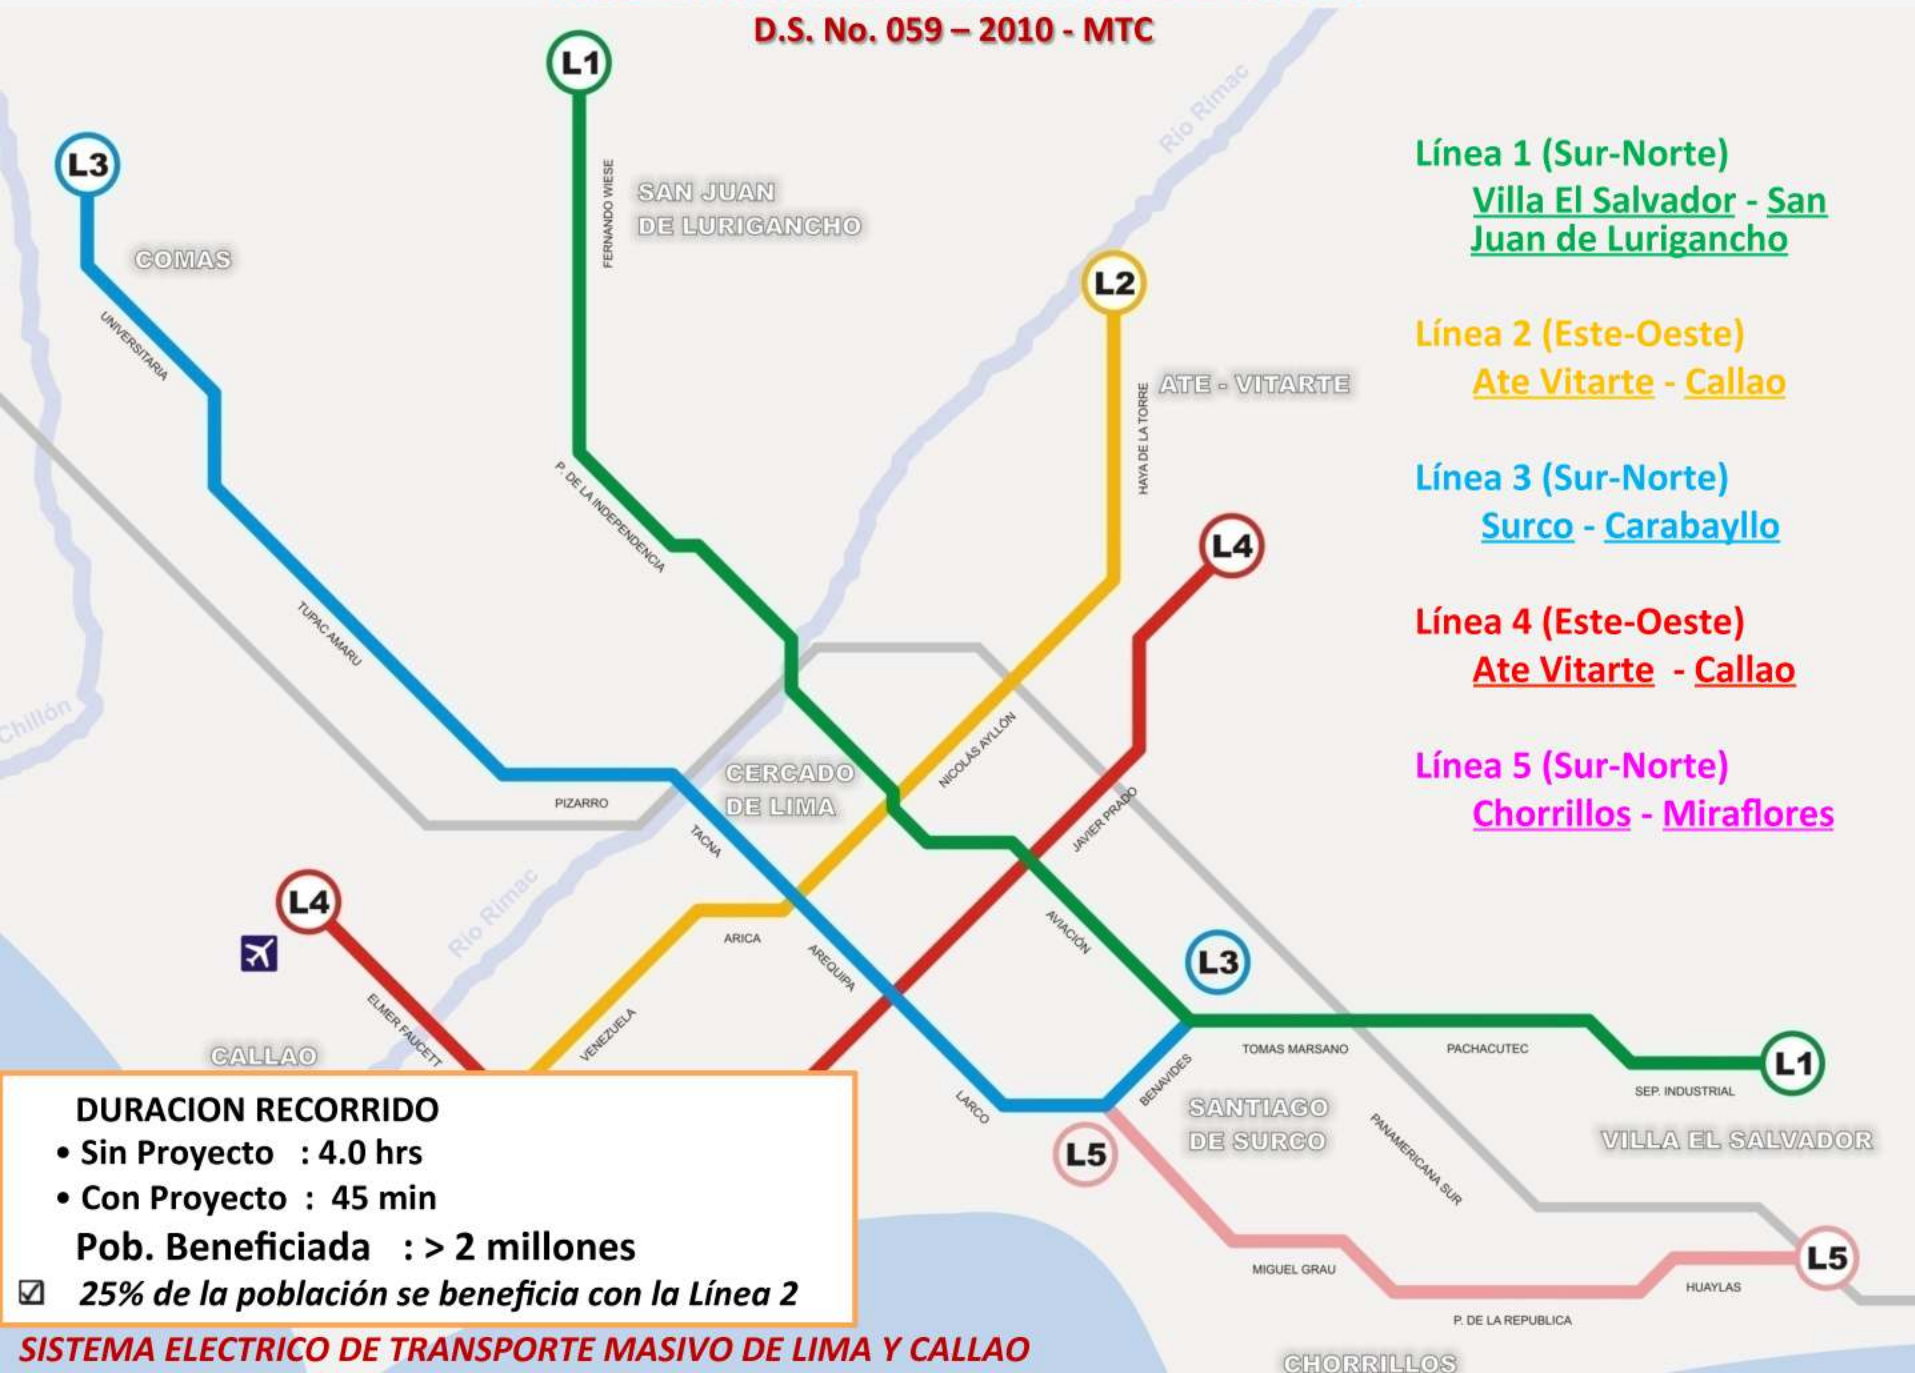 D.S. No. 059 – 2010 - MTC
L1
L3
COMAS
UNIVERSITARIA
FERNANDO WIESE
SAN JUAN
DE LURIGANCHO
Río Rimac
L2
ATE - VITARTE
HAYA DE LA TORRE
P. DE LA INDEPENDENCIA
L4
TUPAC AMARU
Chillón
PIZARRO
CERCADO
DE LIMA
TACNA
NICOLÁS AYLLÓN
JAVIER PRADO
L4
Río Rimac
ARICA
AREQUIPA
AVIACIÓN
L3
ELMER FAUCETT
VENEZUELA
CALLAO
TOMAS MARSANO
PACHACUTEC
L1
SEP. INDUSTRIAL
LARCO
BENAVIDES
SANTIAGO
DE SURCO
L5
PANAMERICANA SUR
VILLA EL SALVADOR
MIGUEL GRAU
P. DE LA REPUBLICA
HUAYLAS
L5
CHORRILLOS
Línea 1 (Sur-Norte)
Villa El Salvador - San
Juan de Lurigancho
Línea 2 (Este-Oeste)
Ate Vitarte - Callao
Línea 3 (Sur-Norte)
Surco - Carabayllo
Línea 4 (Este-Oeste)
Ate Vitarte - Callao
Línea 5 (Sur-Norte)
Chorrillos - Miraflores
DURACION RECORRIDO
• Sin Proyecto : 4.0 hrs
• Con Proyecto : 45 min
Pob. Beneficiada : > 2 millones
☑ 25% de la población se beneficia con la Línea 2
SISTEMA ELECTRICO DE TRANSPORTE MASIVO DE LIMA Y CALLAO